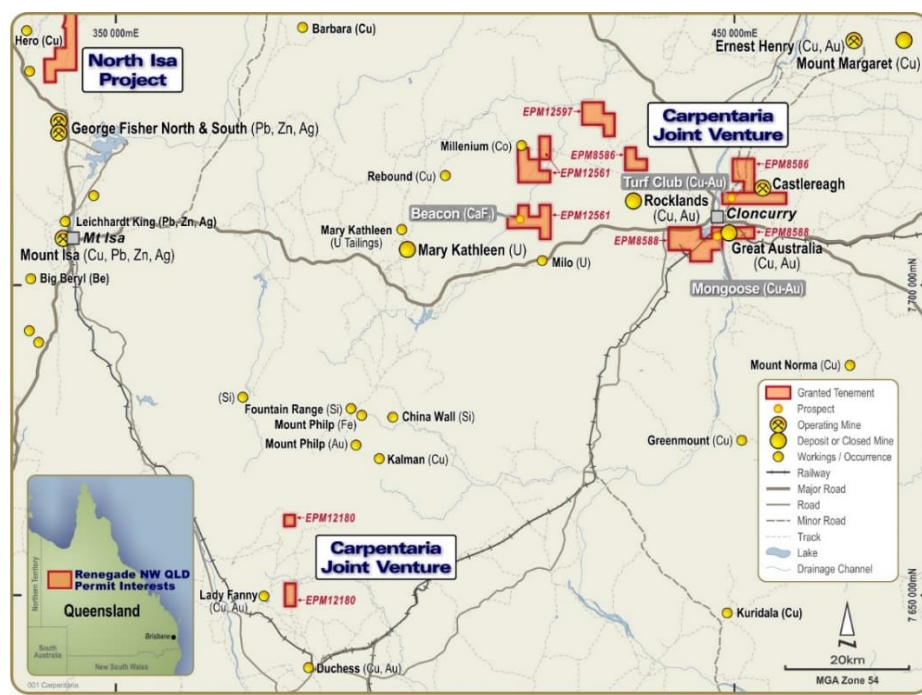 350 000mE
450 000mE
Hero (Cu)
North Isa
Project
Barbara (Cu)
Ernest Henry (Cu, Au)
Mount Margaret (Cu)
George Fisher North & South (Pb, Zn, Ag)
EPM12597
Carpentaria
Joint Venture
Millenium (Co)
EPM8586
EPM8586
Rebound (Cu)
EPM12561
Turf Club (Cu-Au)
Castlereagh
Rocklands
(Cu, Au)
Beacon (CaF.)
EPM12561
Cloncurry
Leichhardt King (Pb, Zn, Ag)
Mary Kathleen
(U Tailings)
Mt Isa
Mount Isa (Cu, Pb, Zn, Ag)
Mary Kathleen (U)
EPM8588
EPM8588
Great Australia
(Cu, Au)
Milo (U)
Big Beryl (Be)
Mongoose (Cu-Au)
7 700 000mN
Mount Norma (Cu)
(Si)
Fountain Range (Si)
Mount Philp (Fe)
China Wall (Si)
Mount Philp (Au)
Kalman (Cu)
Greenmount (Cu)
Granted Tenement
Prospect
Operating Mine
Deposit or Closed Mine
Workings / Occurrence
Railway
Major Road
Road
Minor Road
Track
Lake
Drainage Channel
EPM12180
Carpentaria
Joint Venture
EPM12180
Lady Fanny
(Cu, Au)
Kuridala (Cu)
7 650 000mN
Duchess (Cu, Au)
N
20km
MGA Zone 54
Northern Territory
Renegade NW QLD
Permit Interests
Queensland
Brisbane
South
Australia
New South Wales
001 Carpentaria